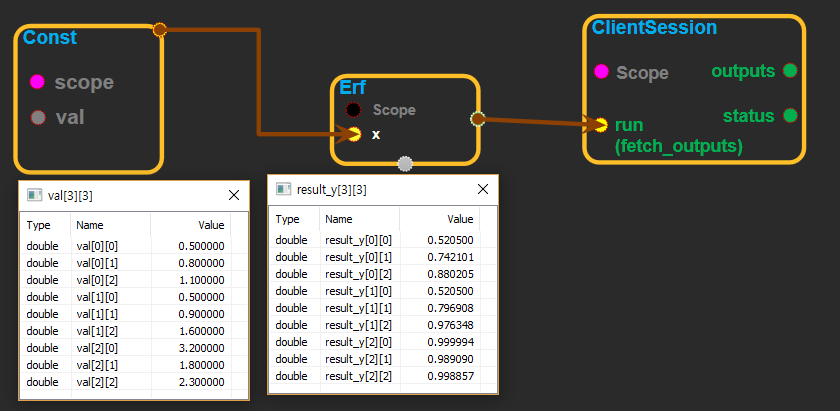 Const
scope
val
Erf
Scope
x
ClientSession
Scope
outputs
status
run
(fetch_outputs)
val[3][3]
Type Name Value
double val[0][0] 0.500000
double val[0][1] 0.800000
double val[0][2] 1.100000
double val[1][0] 0.500000
double val[1][1] 0.900000
double val[1][2] 1.600000
double val[2][0] 3.200000
double val[2][1] 1.800000
double val[2][2] 2.300000
result_y[3][3]
Type Name Value
double result_y[0][0] 0.520500
double result_y[0][1] 0.742101
double result_y[0][2] 0.880205
double result_y[1][0] 0.520500
double result_y[1][1] 0.796908
double result_y[1][2] 0.976348
double result_y[2][0] 0.999994
double result_y[2][1] 0.989090
double result_y[2][2] 0.998857